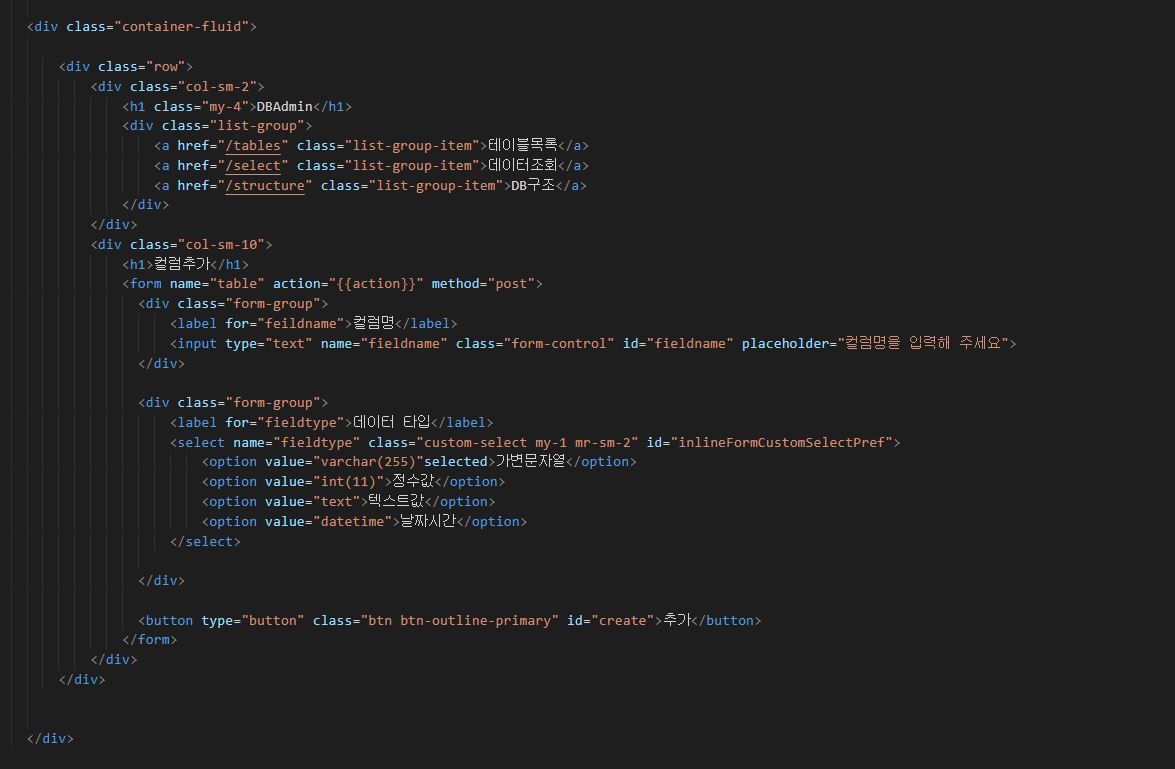 <div class="container-fluid">
<div class="row">
<div class="col-sm-2">
<h1 class="my-4">DBAdmin</h1>
<div class="list-group">
<a href="/tables" class="list-group-item">테이블목록</a>
<a href="/select" class="list-group-item">데이터조회</a>
<a href="/structure" class="list-group-item">DB구조</a>
</div>
</div>
<div class="col-sm-10">
<h1>컬럼추가</h1>
<form name="table" action="{{action}}" method="post">
<div class="form-group">
<label for="feildname">컬럼명</label>
<input type="text" name="fieldname" class="form-control" id="fieldname" placeholder="컬럼명을 입력해 주세요">
</div>
<div class="form-group">
<label for="fieldtype">데이터 타입</label>
<select name="fieldtype" class="custom-select my-1 mr-sm-2" id="inlineFormCustomSelectPref">
<option value="varchar(255)"selected>가변문자열</option>
<option value="int(11)">정수값</option>
<option value="text">텍스트값</option>
<option value="datetime">날짜시간</option>
</select>
</div>
<button type="button" class="btn btn-outline-primary" id="create">추가</button>
</form>
</div>
</div>
</div>